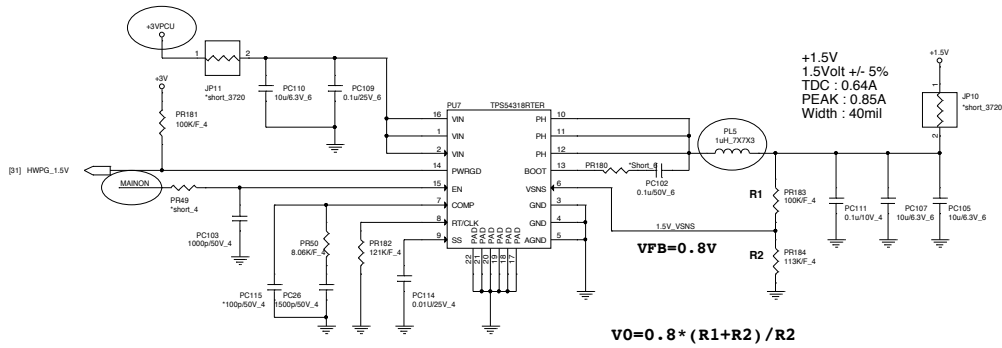 +3VPCU
1
2
JP11
*short_3720
+3V
PR181
100K/F_4
PC110
10u/6.3V_6
PC109
0.1u/25V_6
[31] HWPG_1.5V
MAINON
PR49
*short_4
PC103
1000p/50V_4
PR50
8.06K/F_4
PC115
*100p/50V_4
PC26
1500p/50V_4
PR182
121K/F_4
PC114
0.01U/25V_4
PU7
TPS54318RTER
16 VIN
1 VIN
2 VIN
14 PWRGD
15 EN
7 COMP
8 RT/CLK
9 SS
PH 10
PH 11
PH 12
BOOT 13
VSNS 6
GND 3
GND 4
AGND 5
PAD PAD PAD PAD PAD PAD
22 21 20 19 18 17
PR180
*Short_6
PC102
0.1u/50V_6
PL5
1uH_7X7X3
1.5V_VSNS
VFB=0.8V
R1
PR183
100K/F_4
R2
PR184
113K/F_4
PC111
0.1u/10V_4
PC107
10u/6.3V_6
PC105
10u/6.3V_6
+1.5V
1.5Volt +/- 5%
TDC : 0.64A
PEAK : 0.85A
Width : 40mil
+1.5V
1
JP10
*short_3720
2
V0=0.8*(R1+R2)/R2